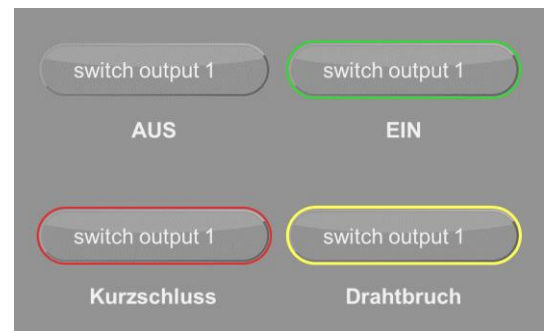 switch output 1 switch output 1
AUS EIN
switch output 1 switch output 1
Kurzschluss Drahtbruch